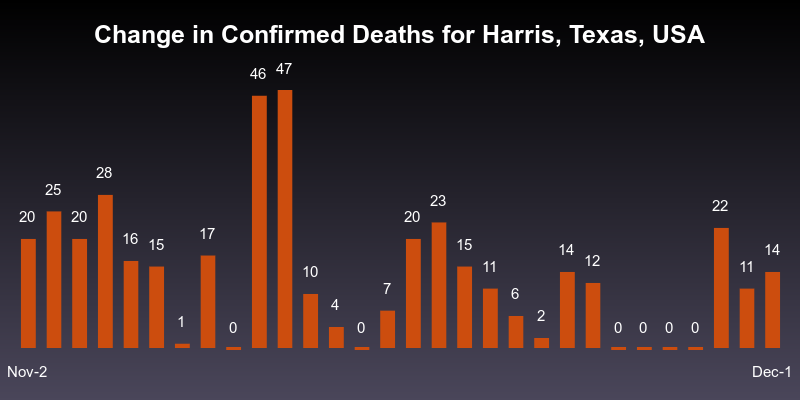 Change in Confirmed Deaths for Harris, Texas, USA
20 25 20 28 16 15 1 17 0 46 47 10 4 0 7 20 23 15 11 6 2 14 12 0 0 0 0 22 11 14
Nov-2 Dec-1